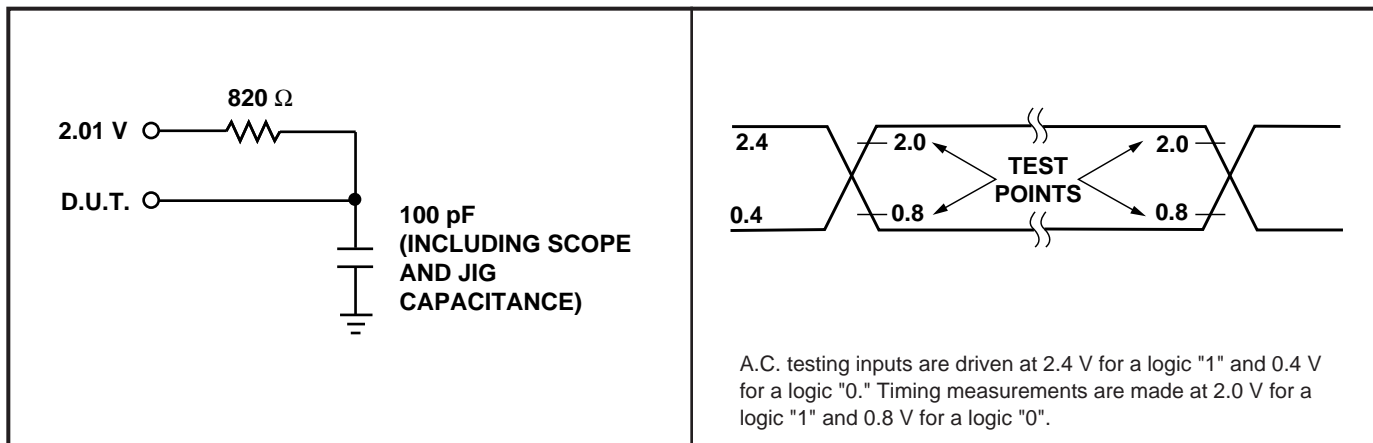 820 Ω
2.01 V
D.U.T.
100 pF
(INCLUDING SCOPE
AND JIG
CAPACITANCE)
2.4
2.0
2.0
TEST
POINTS
0.4
0.8
0.8
A.C. testing inputs are driven at 2.4 V for a logic "1" and 0.4 V
for a logic "0." Timing measurements are made at 2.0 V for a
logic "1" and 0.8 V for a logic "0".